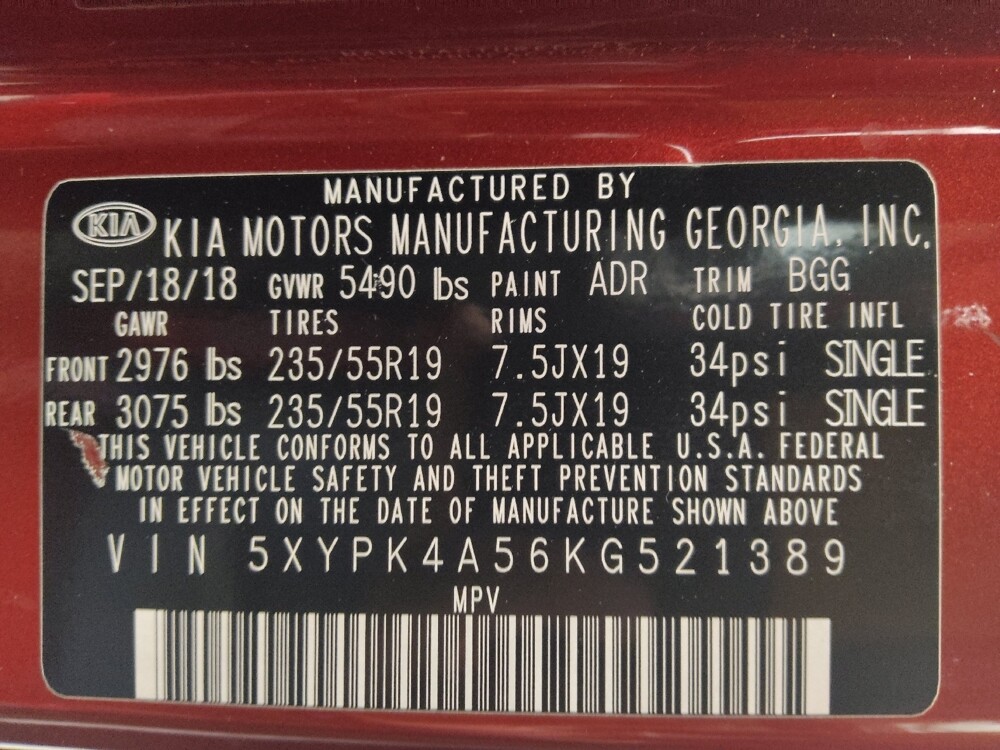 MANUFACTURED BY
KIA KIA MOTORS MANUFACTURING GEORGIA, INC.
SEP/18/18 GVWR 5490 lbs PAINT ADR TRIM BGG
GAWR TIRES RIMS COLD TIRE INFL
FRONT 2976 lbs 235/55R19 7.5JX19 34psi SINGLE
REAR 3075 lbs 235/55R19 7.5JX19 34psi SINGLE
THIS VEHICLE CONFORMS TO ALL APPLICABLE U.S.A. FEDERAL
MOTOR VEHICLE SAFETY AND THEFT PREVENTION STANDARDS
IN EFFECT ON THE DATE OF MANUFACTURE SHOWN ABOVE
VIN 5XYPK4A56KG521389
MPV